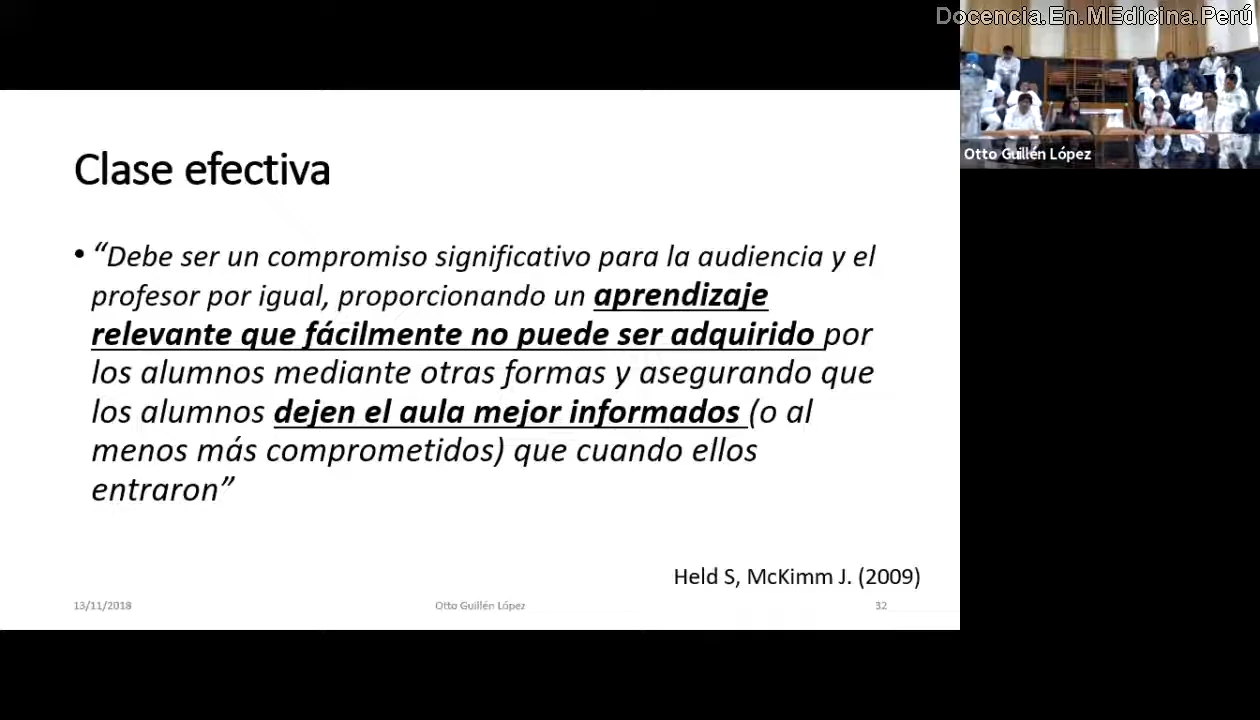 Docencia.En.MEdicina.Perú
Otto Guillén López
Clase efectiva
• “Debe ser un compromiso significativo para la audiencia y el
profesor por igual, proporcionando un aprendizaje
relevante que fácilmente no puede ser adquirido por
los alumnos mediante otras formas y asegurando que
los alumnos dejen el aula mejor informados (o al
menos más comprometidos) que cuando ellos
entraron”
Held S, McKimm J. (2009)
13/11/2018
Otto Guillén López
32